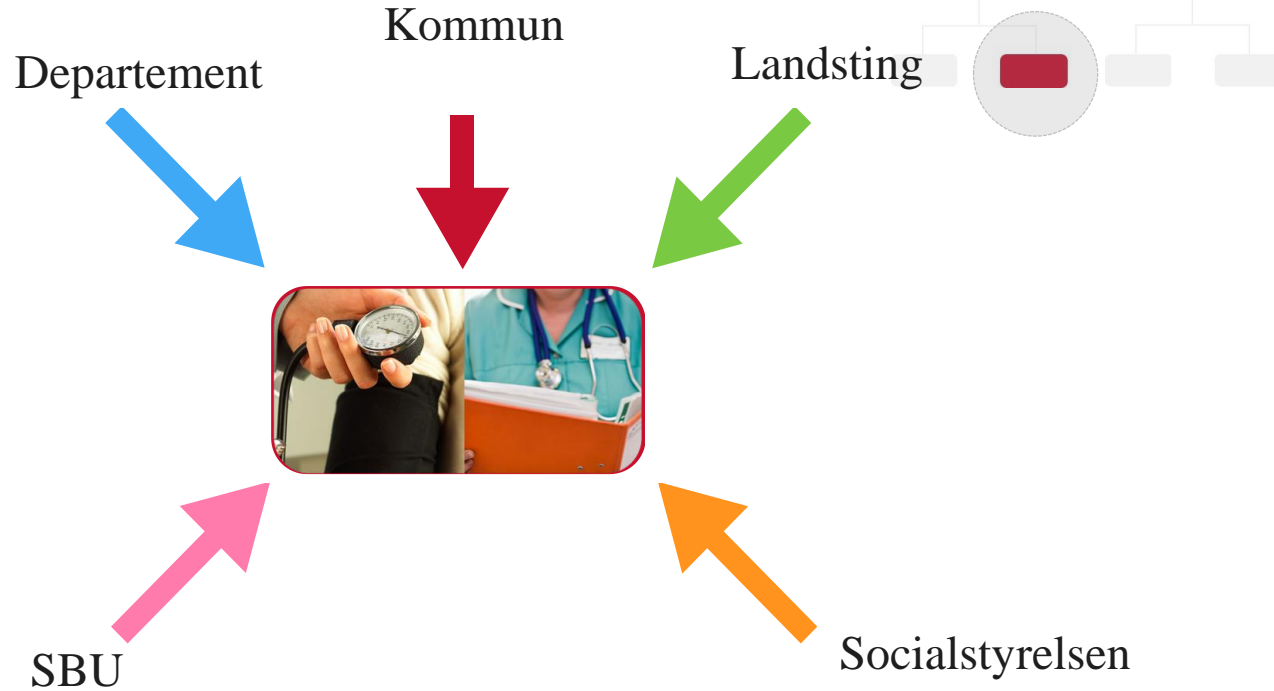 Kommun
Departement
Landsting
SBU
Socialstyrelsen